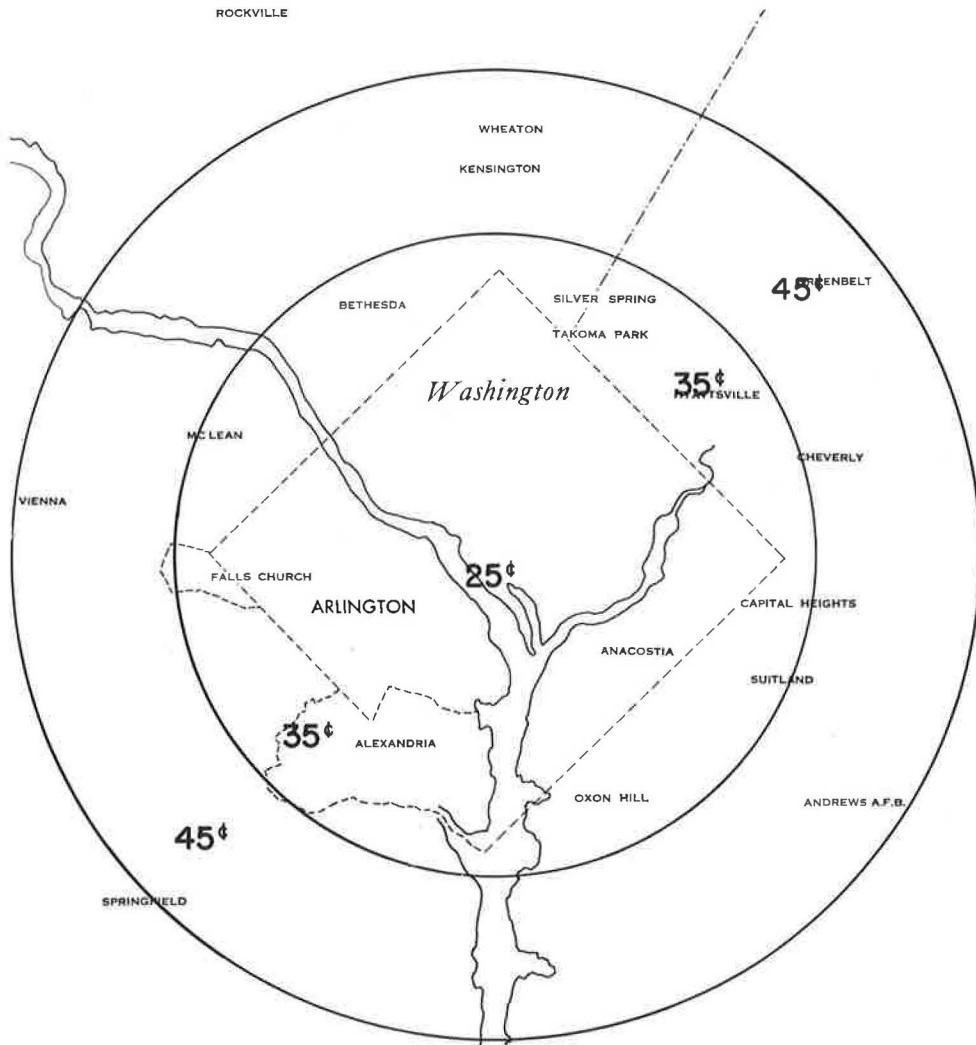 ROCKVILLE
WHEATON
KENSINGTON
45¢
GREENBELT
BETHESDA
SILVER SPRING
TAKOMA PARK
Washington
35¢
HYATTSVILLE
MC LEAN
CHEVERLY
VIENNA
25¢
FALLS CHURCH
ARLINGTON
CAPITAL HEIGHTS
ANACOSTIA
SUITLAND
35¢
ALEXANDRIA
OXON HILL
ANDREWS A.F.B.
45¢
SPRINGFIELD